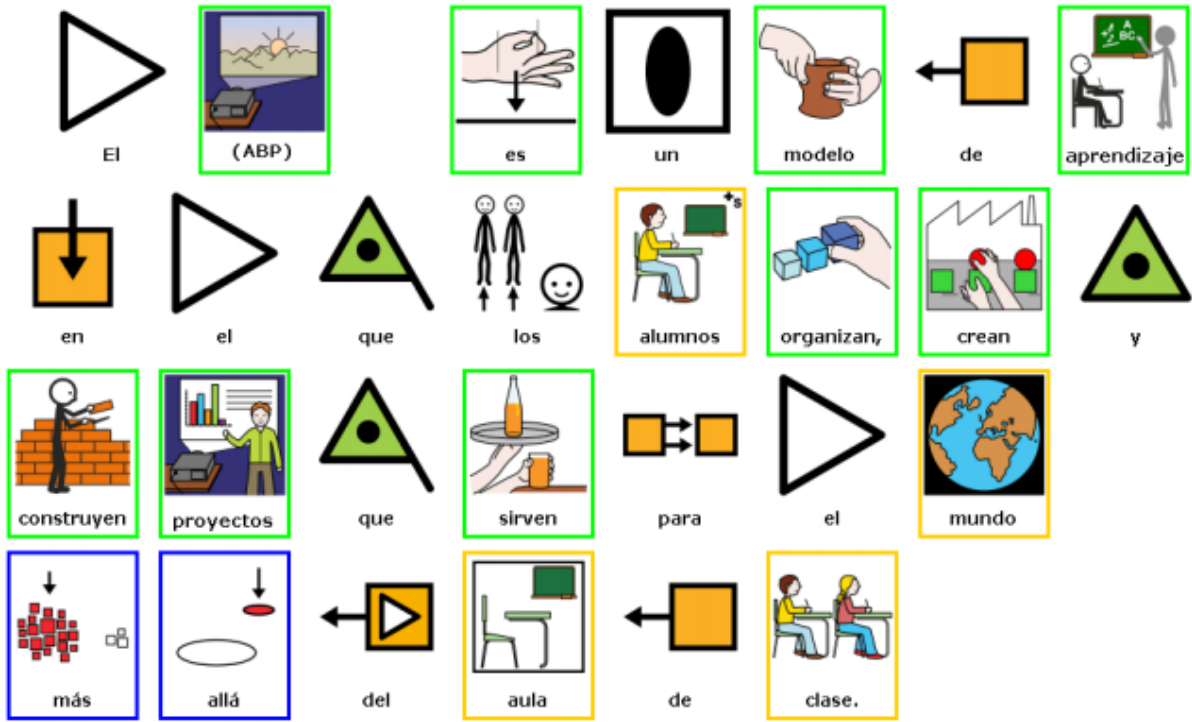 El (ABP) es un modelo de aprendizaje
en el que los alumnos organizan, crean y
construyen proyectos que sirven para el mundo
más allá del aula de clase.